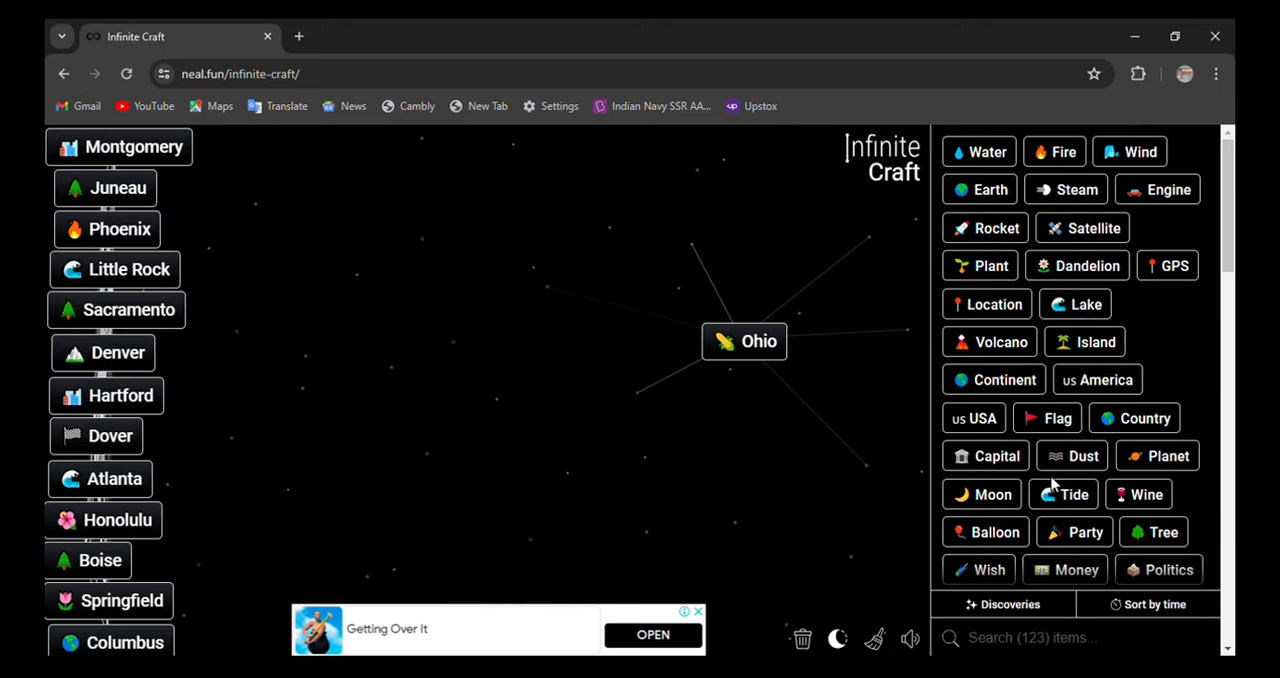 Infinite Craft
neal.fun/infinite-craft/
Gmail YouTube Maps Translate News Cambly New Tab Settings Indian Navy SSR AA... Upstox
Montgomery
Juneau
Phoenix
Little Rock
Sacramento
Denver
Hartford
Dover
Atlanta
Honolulu
Boise
Springfield
Columbus
Ohio
Infinite
Craft
Water Fire Wind
Earth Steam Engine
Rocket Satellite
Plant Dandelion GPS
Location Lake
Volcano Island
Continent us America
us USA Flag Country
Capital Dust Planet
Moon Tide Wine
Balloon Party Tree
Wish Money Politics
Discoveries Sort by time
Search (123) items...
Getting Over It
OPEN